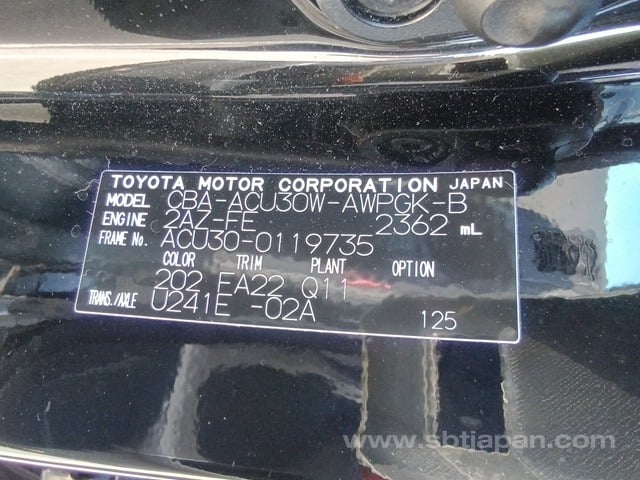 TOYOTA MOTOR CORPORATION JAPAN
MODEL CBA-ACU30W-AWPGK-B
ENGINE 2AZ-FE 2362 mL
FRAME No. ACU30-0119735
COLOR TRIM PLANT OPTION
202 FA22 Q11
TRANS./AXLE U241E -02A
125
www.sbtjapan.com